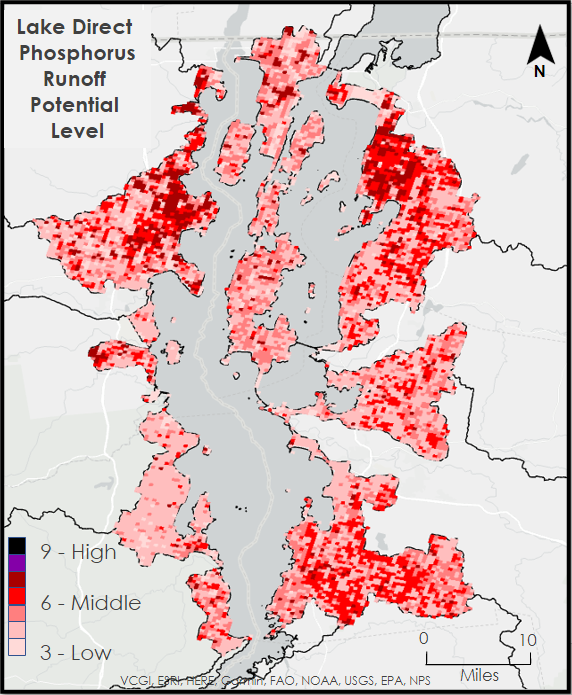 Lake Direct
Phosphorus
Runoff
Potential
Level
N
9 - High
6 - Middle
3 - Low
0 10
Miles
VCGI, ESRI, HERE, Garmin, FAO, NOAA, USGS, EPA, NPS